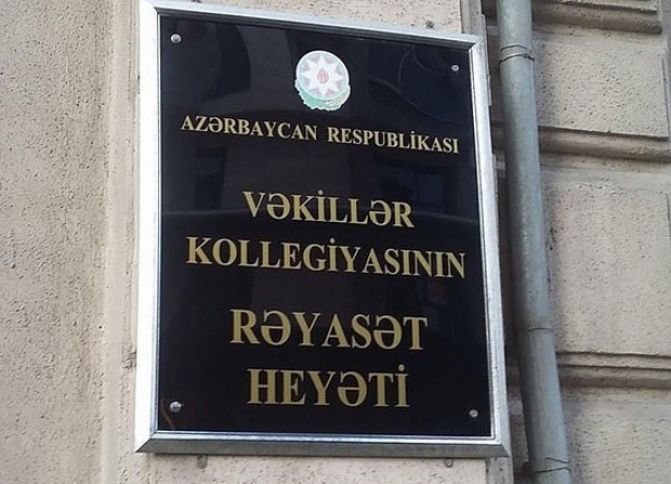 AZƏRBAYCAN RESPUBLİKASI
VƏKİLLƏR
KOLLEGİYASININ
RƏYASƏT
HEYƏTİ